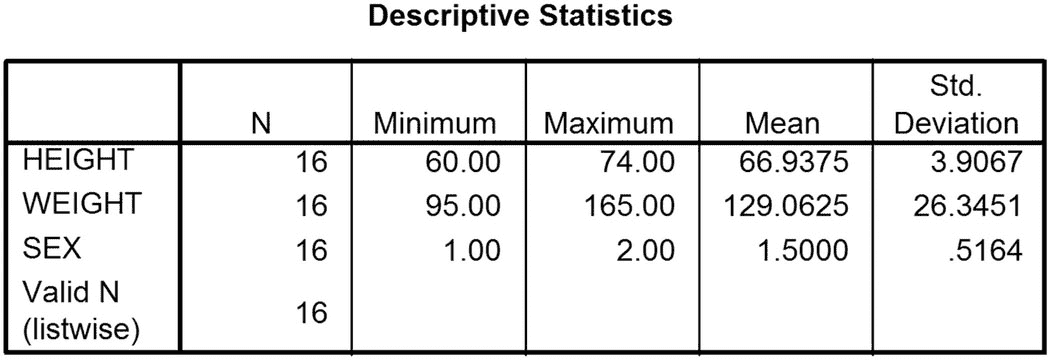 Descriptive Statistics
N Minimum Maximum Mean Std. Deviation
HEIGHT 16 60.00 74.00 66.9375 3.9067
WEIGHT 16 95.00 165.00 129.0625 26.3451
SEX 16 1.00 2.00 1.5000 .5164
Valid N (listwise) 16